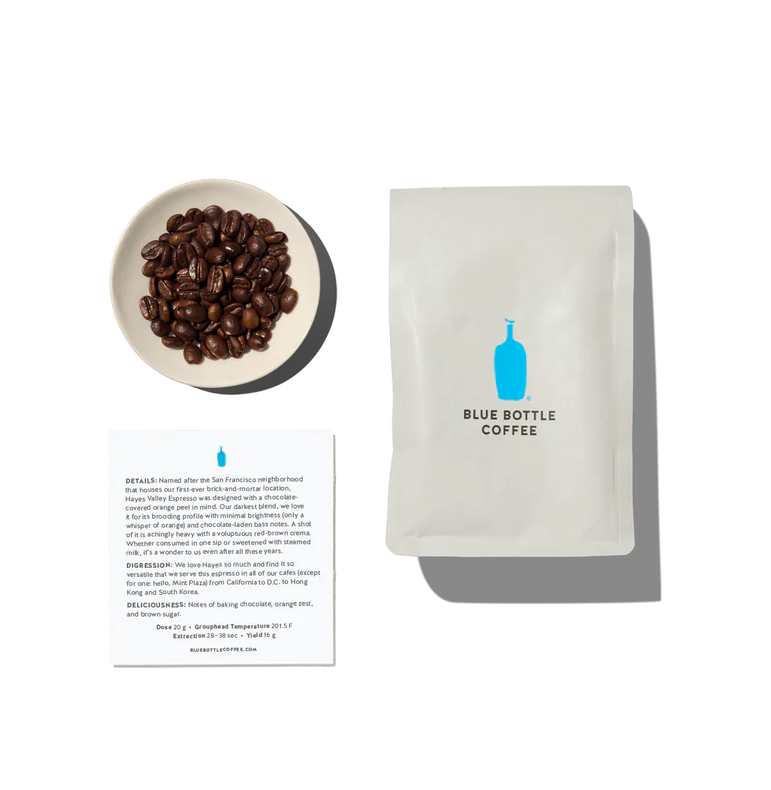 BLUE BOTTLE
COFFEE
DETAILS: Named after the San Francisco neighborhood
that houses our first-ever brick-and-mortar location,
Hayes Valley Espresso was designed with a chocolate-
covered orange peel in mind. Our darkest blend, we love
it for its brooding profile with minimal brightness (only a
whisper of orange) and chocolate-laden bass notes. A shot
of it is achingly heavy with a voluptuous red-brown crema.
Whether consumed in one sip or sweetened with steamed
milk, it's a wonder to us even after all these years.
DIGRESSION: We love Hayes so much and find it so
versatile that we serve this espresso in all of our cafes (except
for one: hello, Mint Plaza) from California to D.C. to Hong
Kong and South Korea.
DELICIOUSNESS: Notes of baking chocolate, orange zest,
and brown sugar.
Dose 20 g • Grouphead Temperature 201.5 F
Extraction 28–38 sec • Yield 16 g
BLUEBOTTLECOFFEE.COM